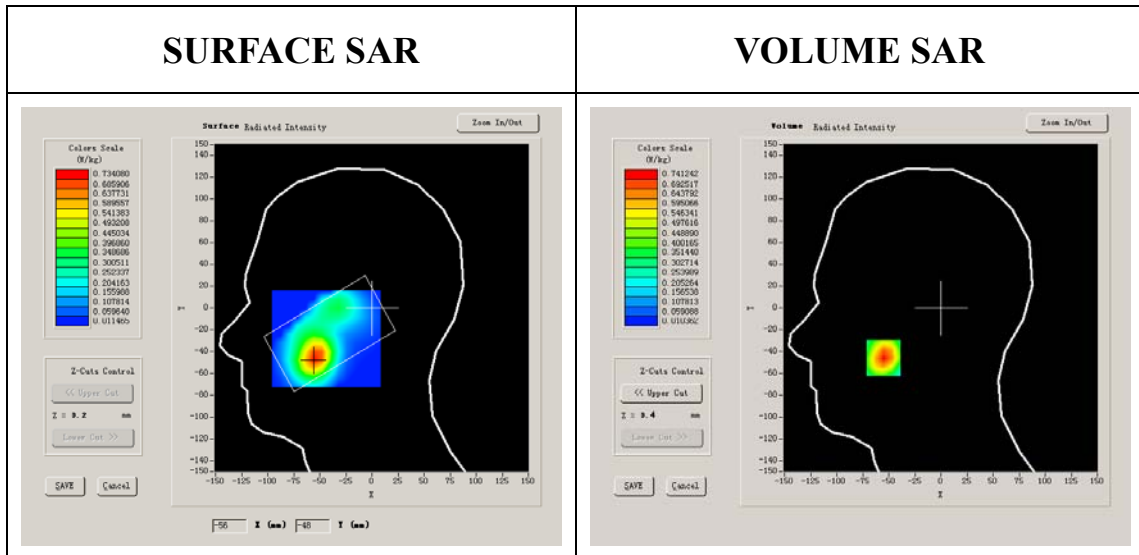 SURFACE SAR
VOLUME SAR
Surface Radiated Intensity
Zoom In/Out
Colors Scale
(W/kg)
0.734080
0.685906
0.637731
0.589557
0.541383
0.493208
0.445034
0.396860
0.348686
0.300511
0.252337
0.204163
0.155988
0.107814
0.059640
0.011465
150
140
120
100
80
60
40
20
0
-20
-40
-60
-80
-100
-120
-140
-150
Y
-150 -125 -100 -75 -50 -25 0 25 50 75 100 125 150
X
Z-Cuts Control
<< Upper Cut
Z = 3.2 mm
Lower Cut >>
SAVE Cancel
-56 X (mm) -48 Y (mm)
Volume Radiated Intensity
Zoom In/Out
Colors Scale
(W/kg)
0.741242
0.692517
0.643792
0.595066
0.546341
0.497616
0.448890
0.400165
0.351440
0.302714
0.253989
0.205264
0.156538
0.107813
0.059088
0.010362
150
140
120
100
80
60
40
20
0
-20
-40
-60
-80
-100
-120
-140
-150
Y
-150 -125 -100 -75 -50 -25 0 25 50 75 100 125 150
X
Z-Cuts Control
<< Upper Cut
Z = 3.4 mm
Lower Cut >>
SAVE Cancel